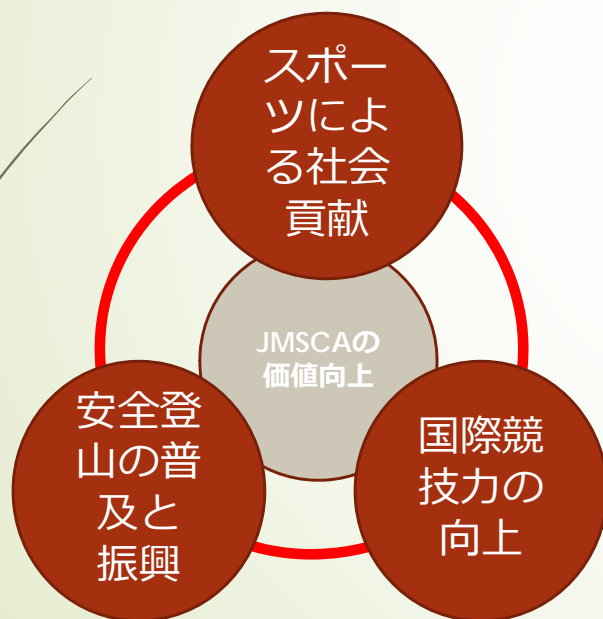 スポー
ツによ
る社会
貢献
JMSCAの
価値向上
安全登
山の普
及と
振興
国際競
技力の
向上